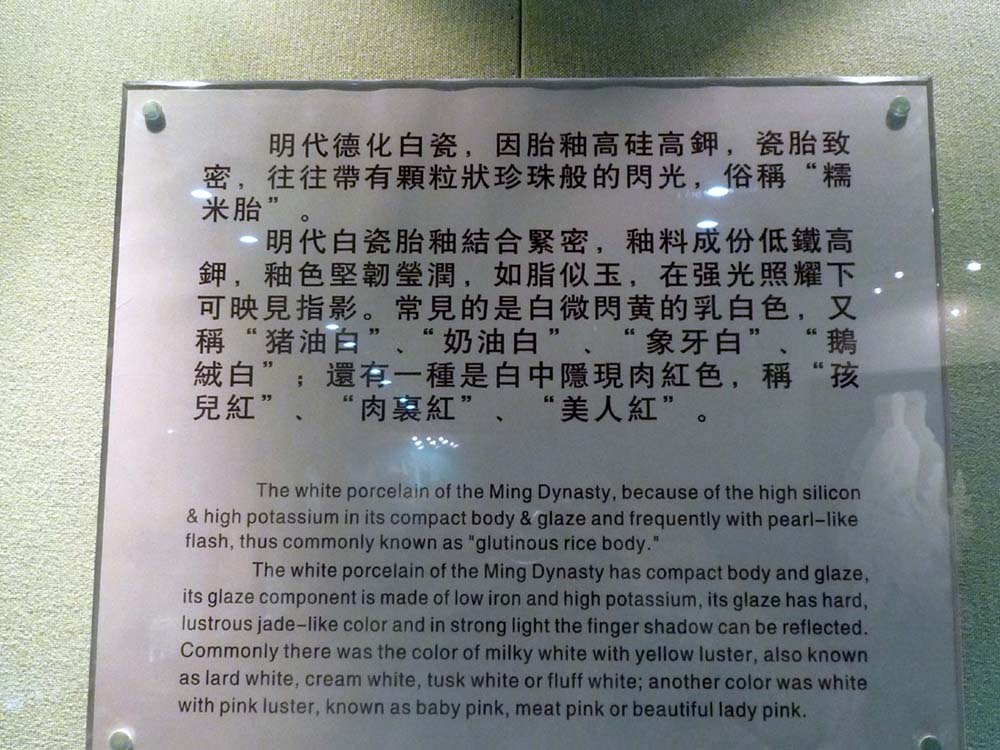 明代德化白瓷，因胎釉高硅高鉀，瓷胎致
密，往往帶有顆粒狀珍珠般的閃光，俗稱“糯
米胎”。
明代白瓷胎釉結合緊密，釉料成份低鐵高
鉀，釉色堅韌瑩潤，如脂似玉，在强光照耀下
可映見指影。常見的是白微閃黄的乳白色，又
稱“猪油白”、“奶油白”、“象牙白”、“鵝
絨白”；還有一種是白中隱現肉紅色，稱“孩
兒紅”、“肉裏紅”、“美人紅”。
The white porcelain of the Ming Dynasty, because of the high silicon
& high potassium in its compact body & glaze and frequently with pearl-like
flash, thus commonly known as "glutinous rice body."
The white porcelain of the Ming Dynasty has compact body and glaze,
its glaze component is made of low iron and high potassium, its glaze has hard,
lustrous jade-like color and in strong light the finger shadow can be reflected.
Commonly there was the color of milky white with yellow luster, also known
as lard white, cream white, tusk white or fluff white; another color was white
with pink luster, known as baby pink, meat pink or beautiful lady pink.